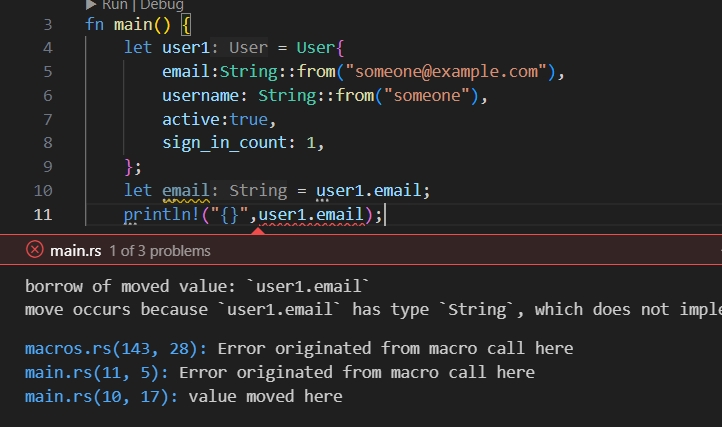 ▶ Run | Debug
3 fn main() {
4 let user1: User = User{
5 email:String::from("someone@example.com"),
6 username: String::from("someone"),
7 active:true,
8 sign_in_count: 1,
9 };
10 let email: String = user1.email;
11 println!("{}",user1.email);
main.rs 1 of 3 problems
borrow of moved value: `user1.email`
move occurs because `user1.email` has type `String`, which does not imple
macros.rs(143, 28): Error originated from macro call here
main.rs(11, 5): Error originated from macro call here
main.rs(10, 17): value moved here